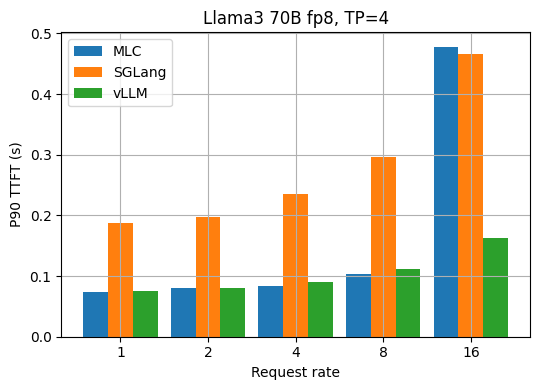 Llama3 70B fp8, TP=4
MLC
SGLang
vLLM
P90 TTFT (s)
0.5
0.4
0.3
0.2
0.1
0.0
1 2 4 8 16
Request rate